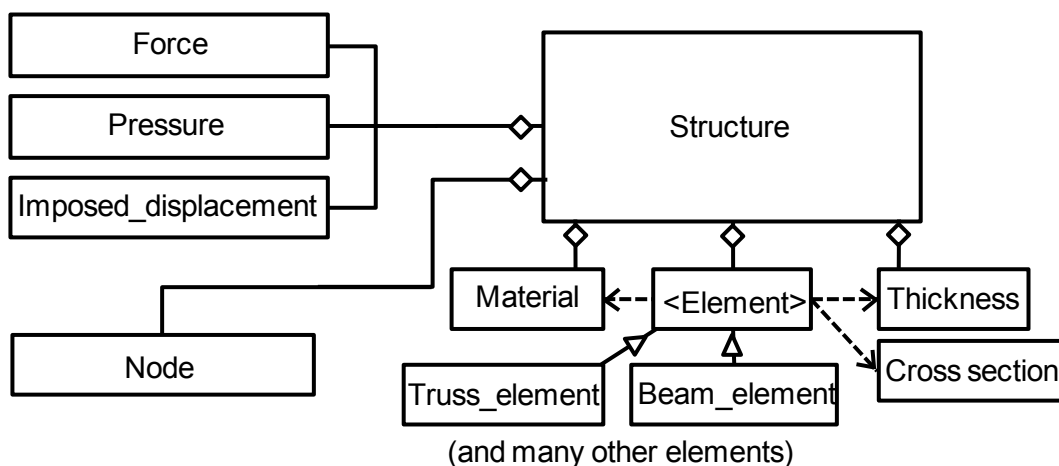 Force
Pressure
Imposed_displacement
Structure
Node
Material
<Element>
Thickness
Cross section
Truss_element
Beam_element
(and many other elements)